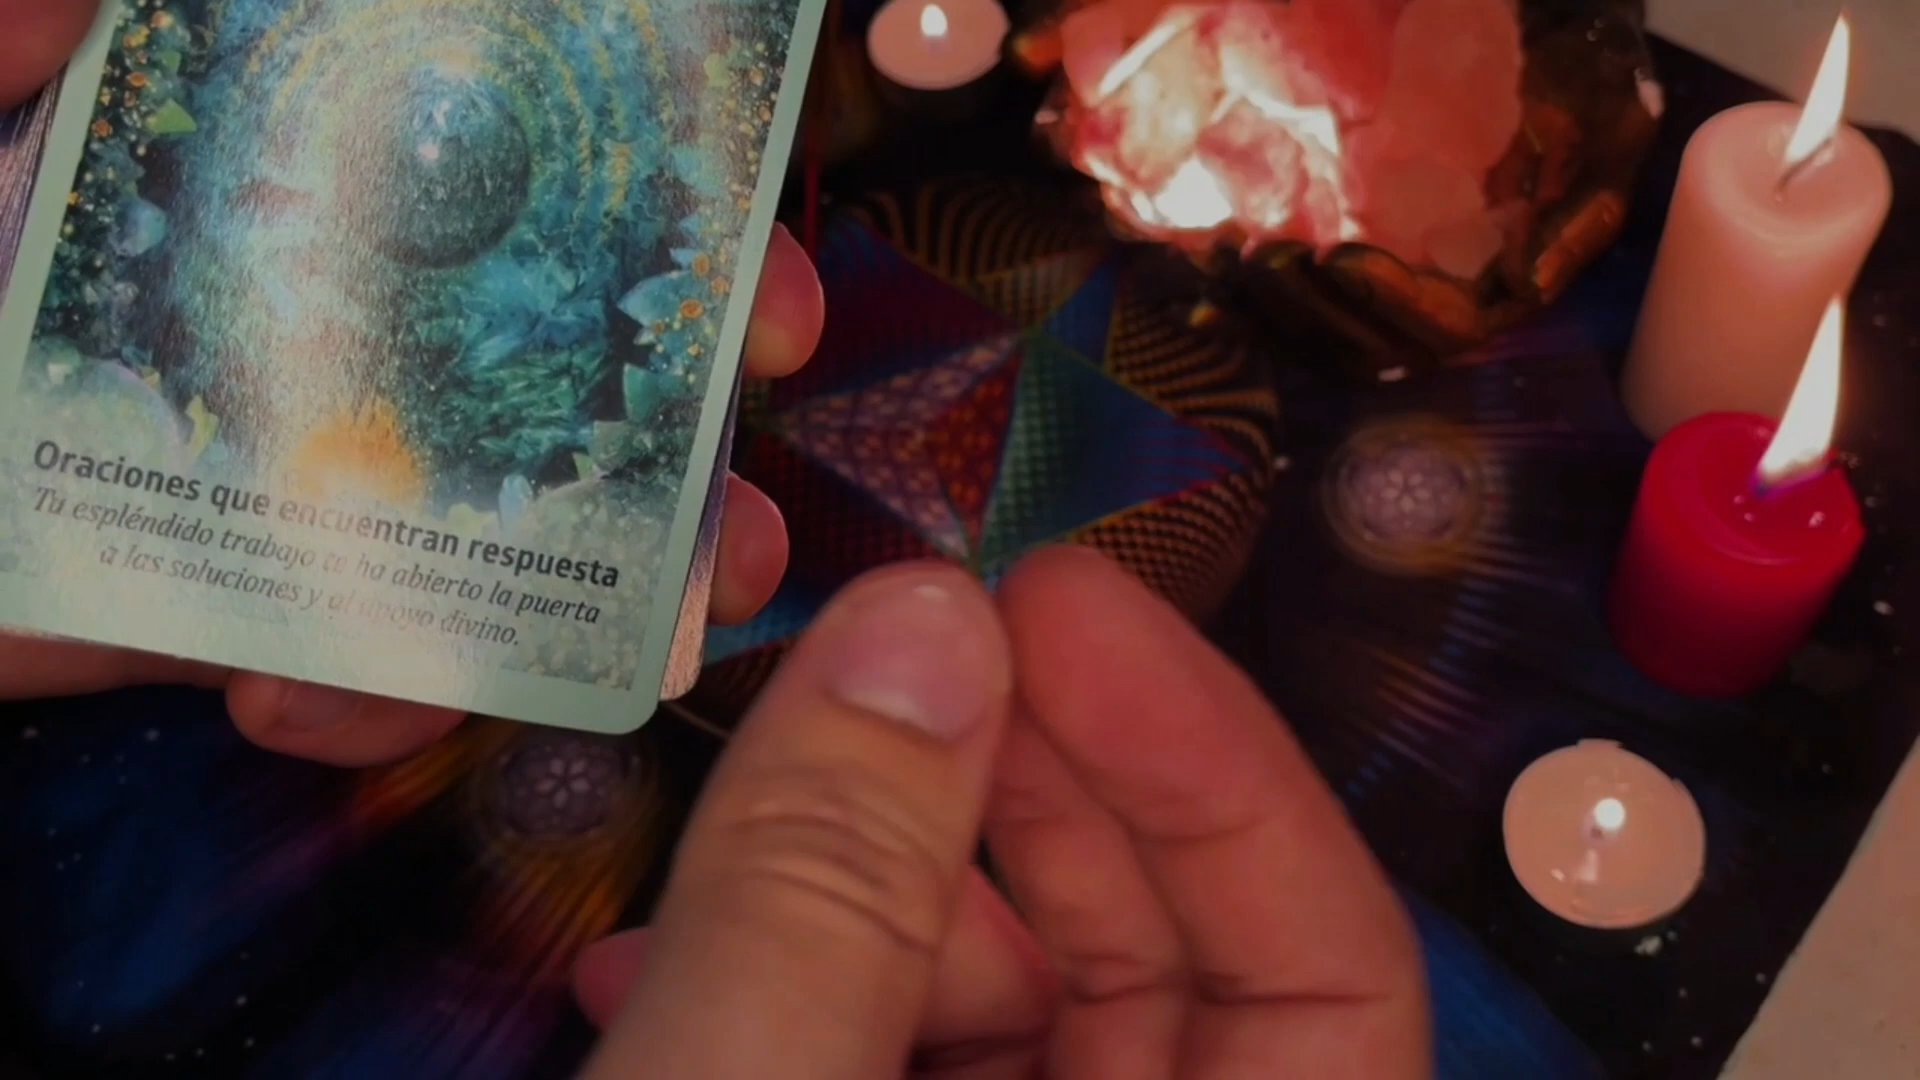 Oraciones que encuentran respuesta
Tu espléndido trabajo te ha abierto la puerta
a las soluciones y al apoyo divino.